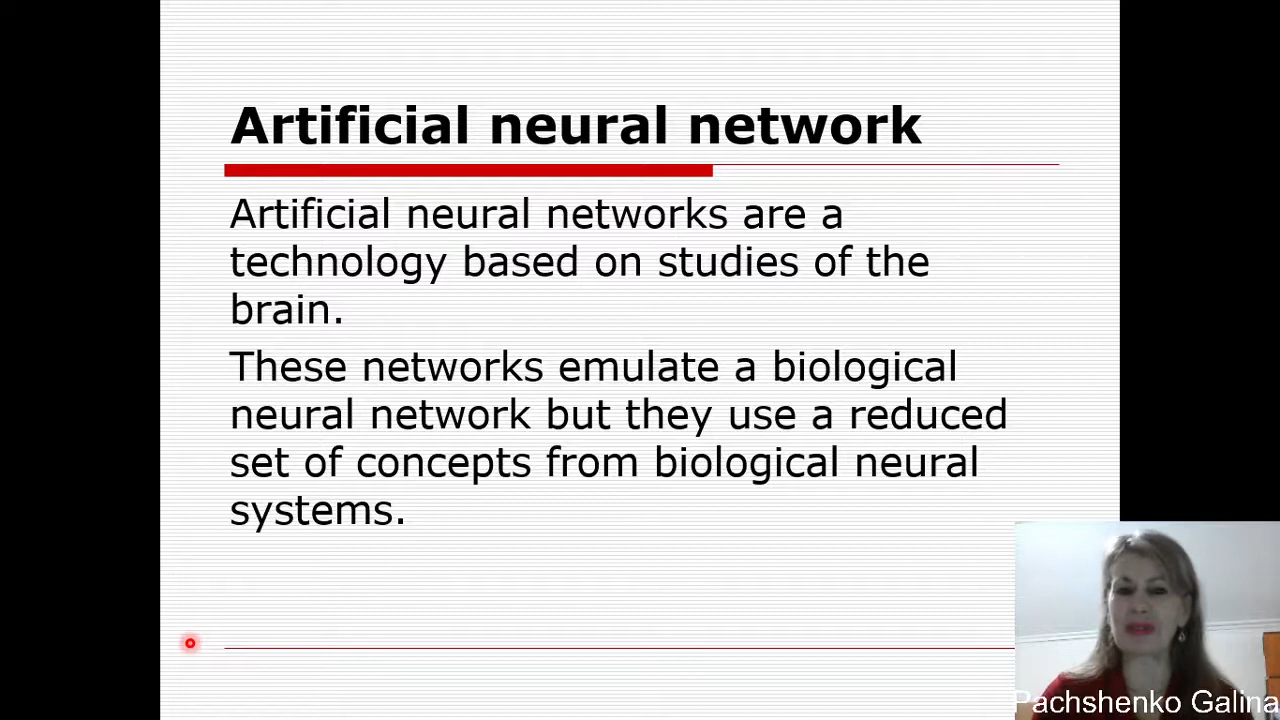 Artificial neural network
Artificial neural networks are a
technology based on studies of the
brain.
These networks emulate a biological
neural network but they use a reduced
set of concepts from biological neural
systems.
Pachshenko Galina